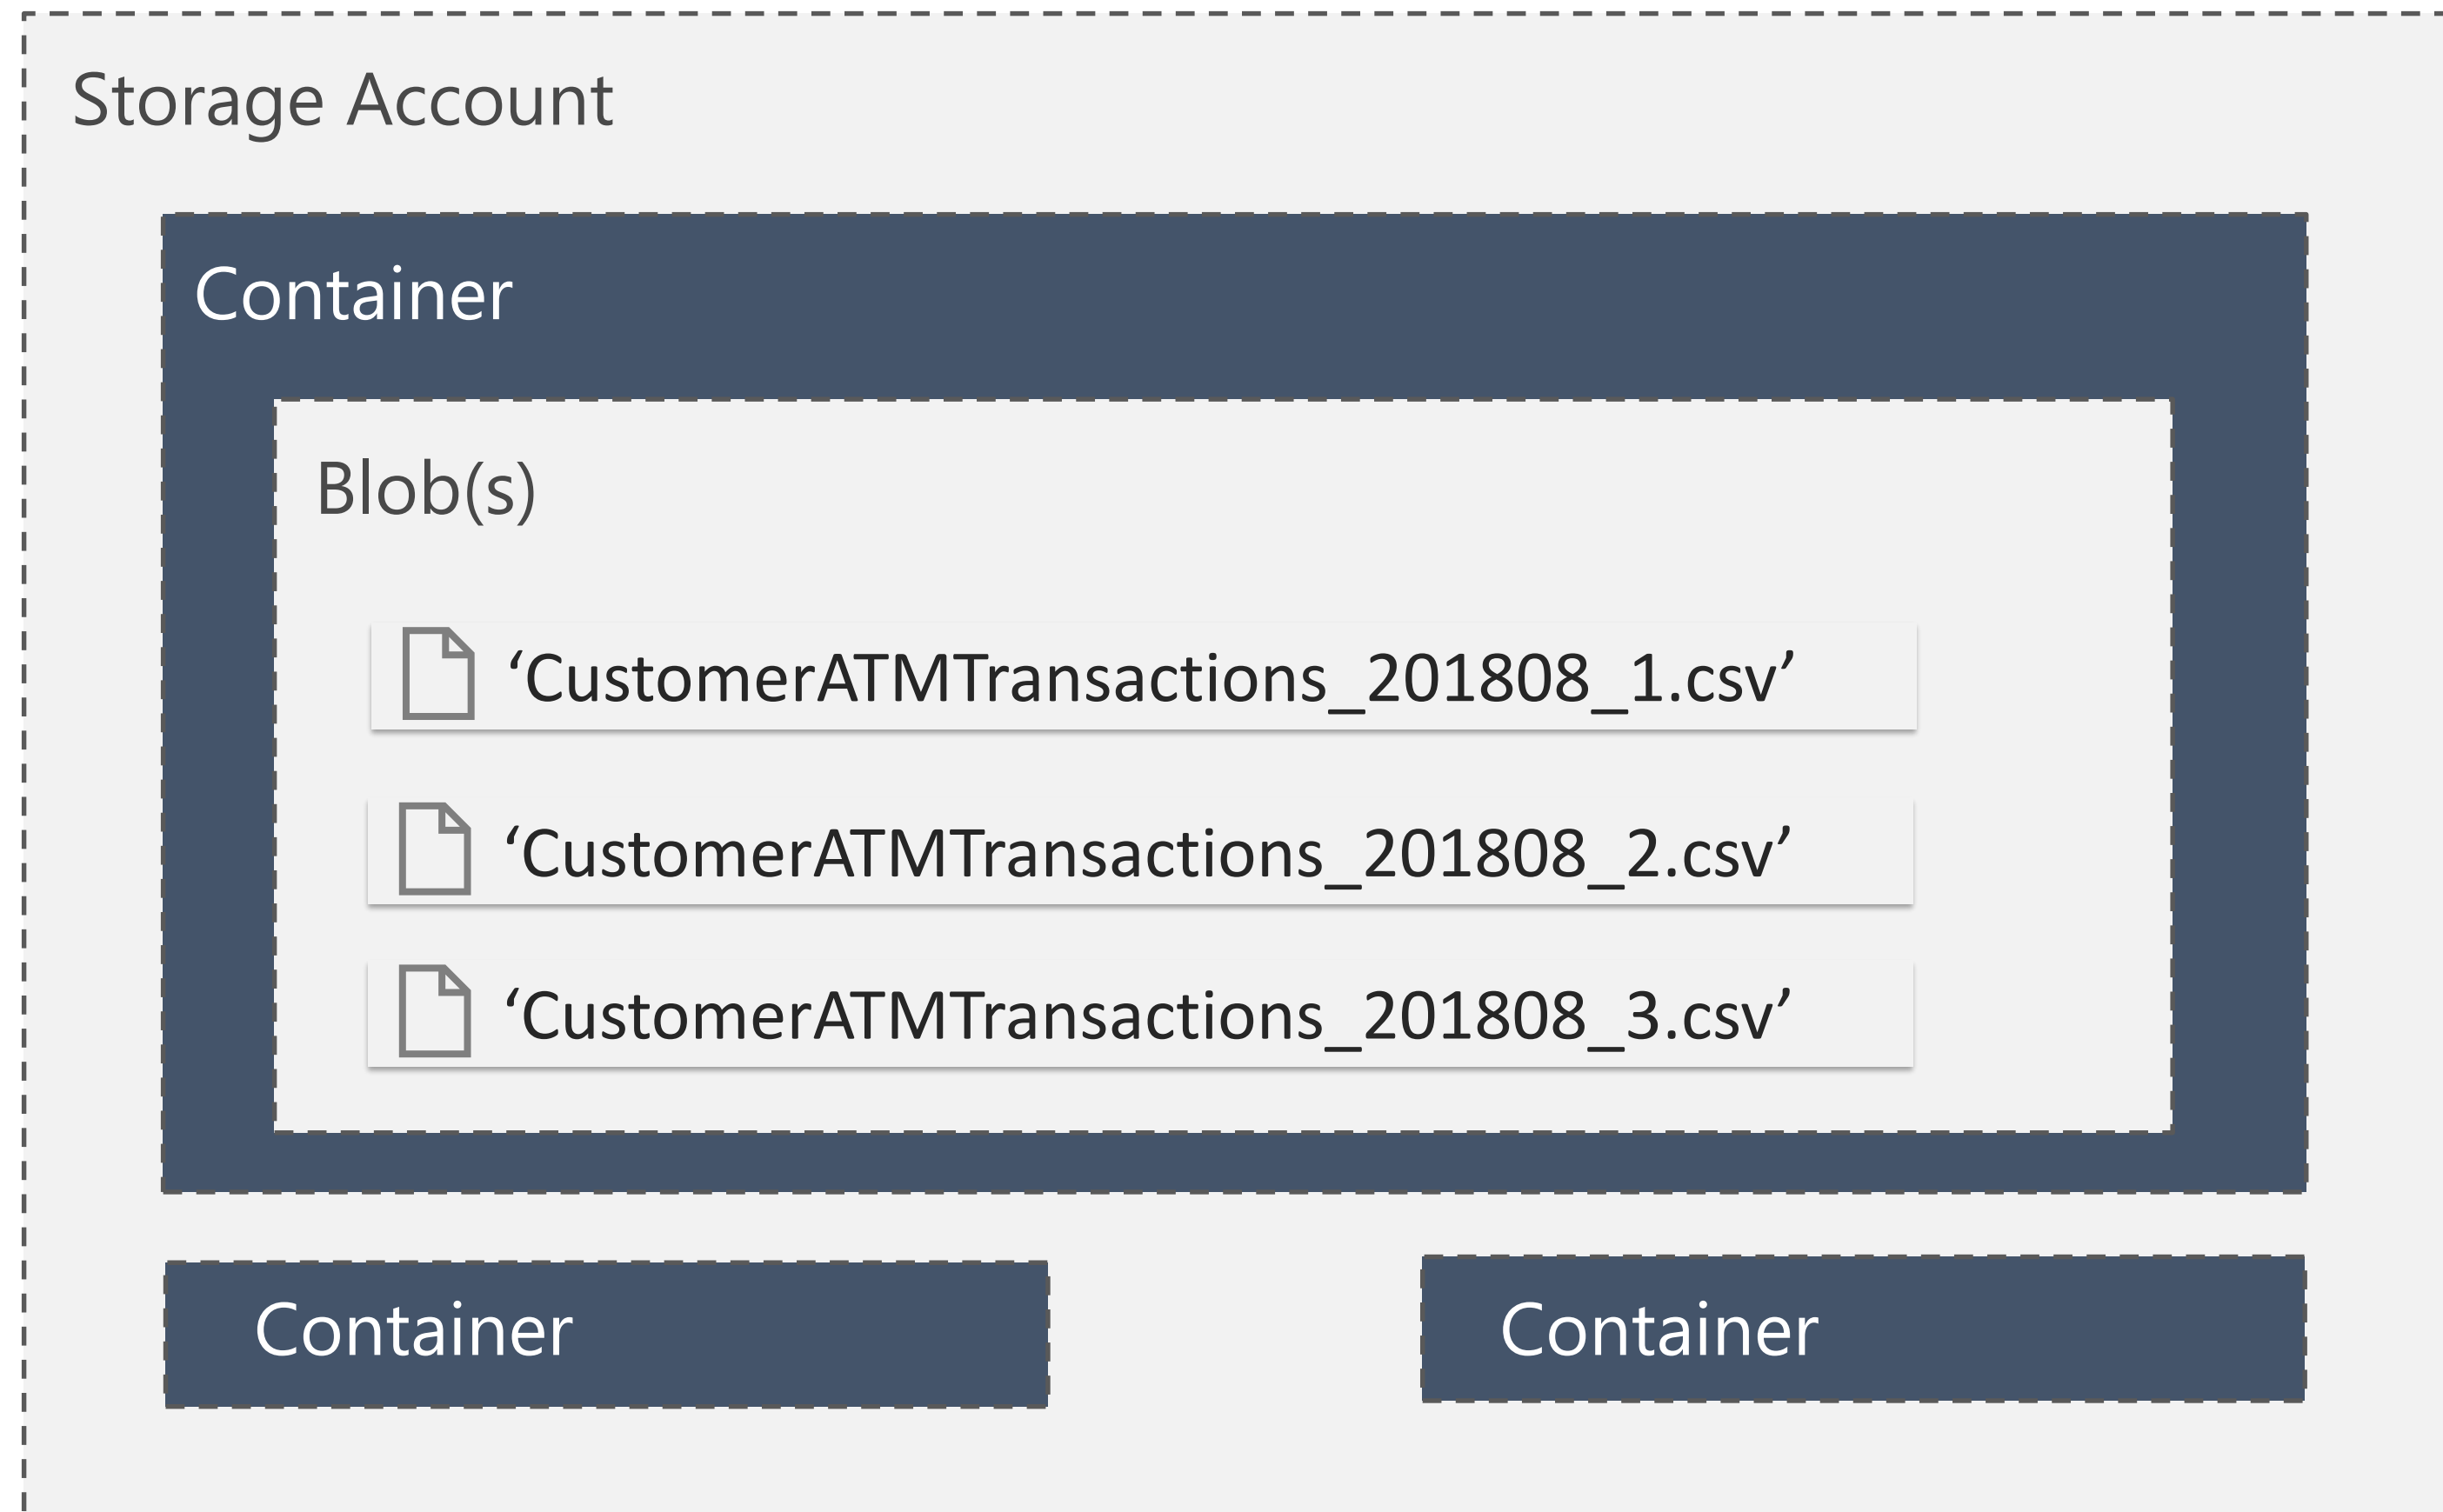 Storage Account
Container
Blob(s)
‘CustomerATMTransactions_201808_1.csv’
‘CustomerATMTransactions_201808_2.csv’
‘CustomerATMTransactions_201808_3.csv’
Container
Container